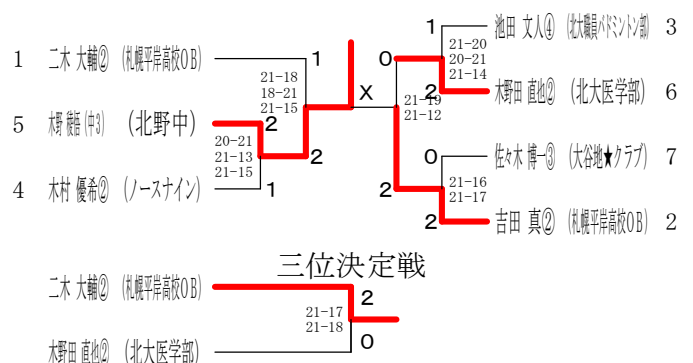 1 二木 大輔② (札幌平岸高校OB)
1
21-18
18-21
21-15
5 木野 稜悟(中3) (北野中)
2
20-21
21-13
21-15
2
4 木村 優希② (ノースナイン)
1
X
1
池田 文人④ (北大職員バドミントン部) 3
0
21-20
20-21
21-14
2
木野田 直也② (北大医学部) 6
21-19
21-12
0
佐々木 博一③ (大谷地★クラブ) 7
2
21-16
21-17
2
吉田 真② (札幌平岸高校OB) 2
三位決定戦
二木 大輔② (札幌平岸高校OB)
2
21-17
21-18
0
木野田 直也② (北大医学部)